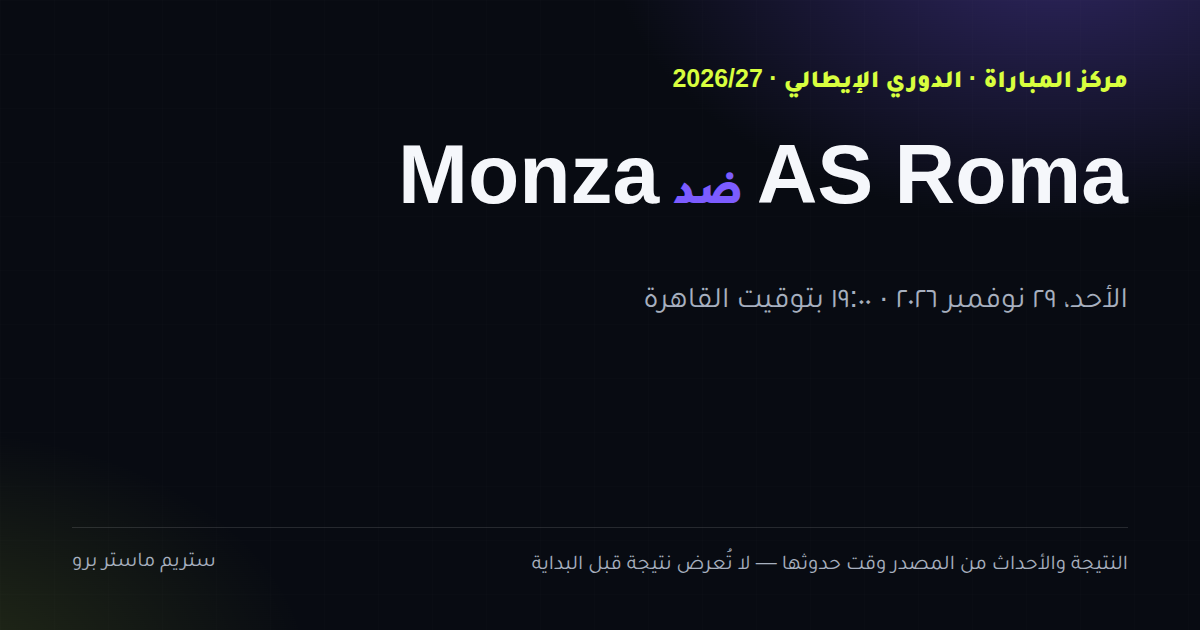 مركز المباراة · الدوري الإيطالي · 2026/27
AS Roma ضد Monza
الأحد، ٢٩ نوفمبر ٢٠٢٦ · ١٩:٠٠ بتوقيت القاهرة
النتيجة والأحداث من المصدر وقت حدوثها — لا تُعرض نتيجة قبل البداية
ستريم ماستر برو